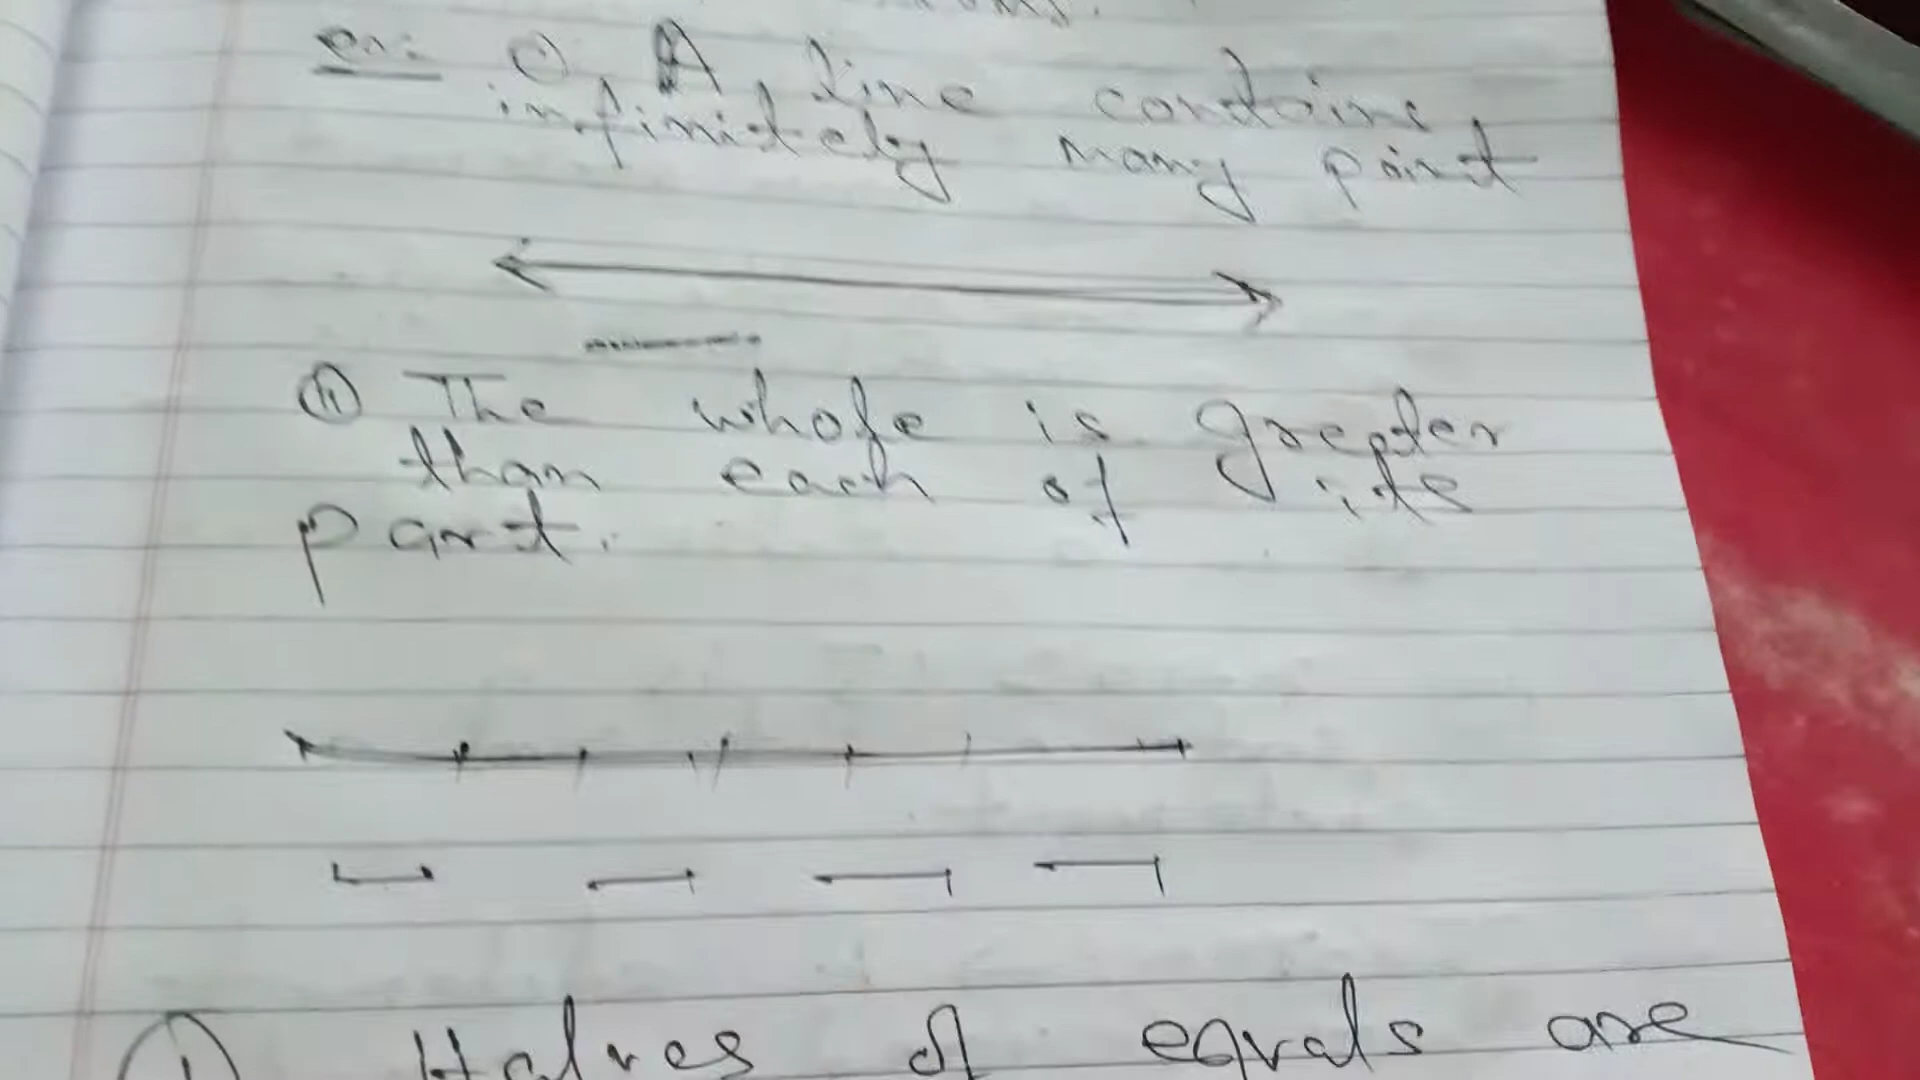 ex: (i) A line contains
infinitely many point
(ii) The whole is greater
than each of its
part.
Halves of equals are